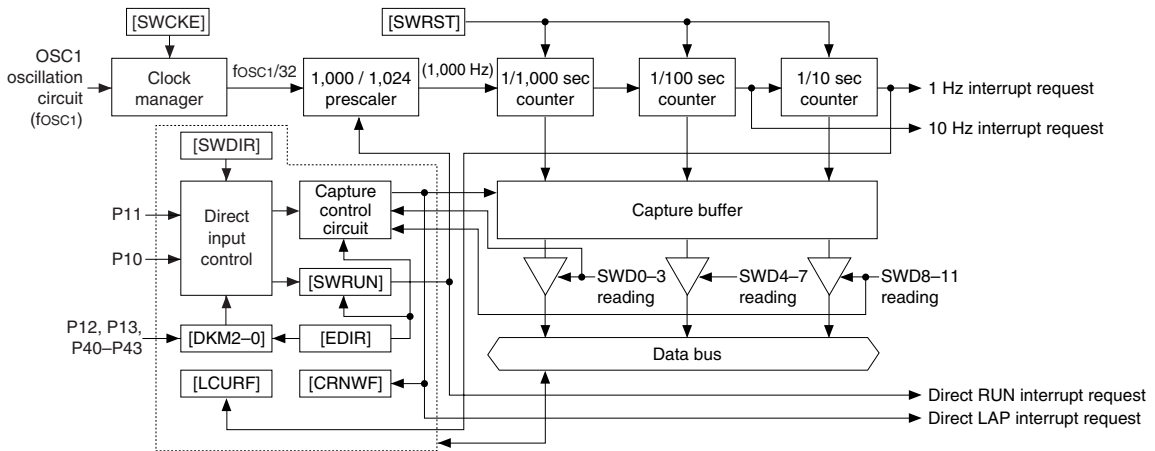 [SWCKE]
[SWRST]
OSC1
oscillation
circuit
(fOSC1)
Clock
manager
fOSC1/32
1,000 / 1,024
prescaler
(1,000 Hz)
1/1,000 sec
counter
1/100 sec
counter
1/10 sec
counter
1 Hz interrupt request
10 Hz interrupt request
[SWDIR]
P11
P10
Direct
input
control
Capture
control
circuit
Capture buffer
[SWRUN]
SWD0–3
reading
SWD4–7
reading
SWD8–11
reading
P12, P13,
P40–P43
[DKM2–0]
[EDIR]
Data bus
[LCURF]
[CRNWF]
Direct RUN interrupt request
Direct LAP interrupt request